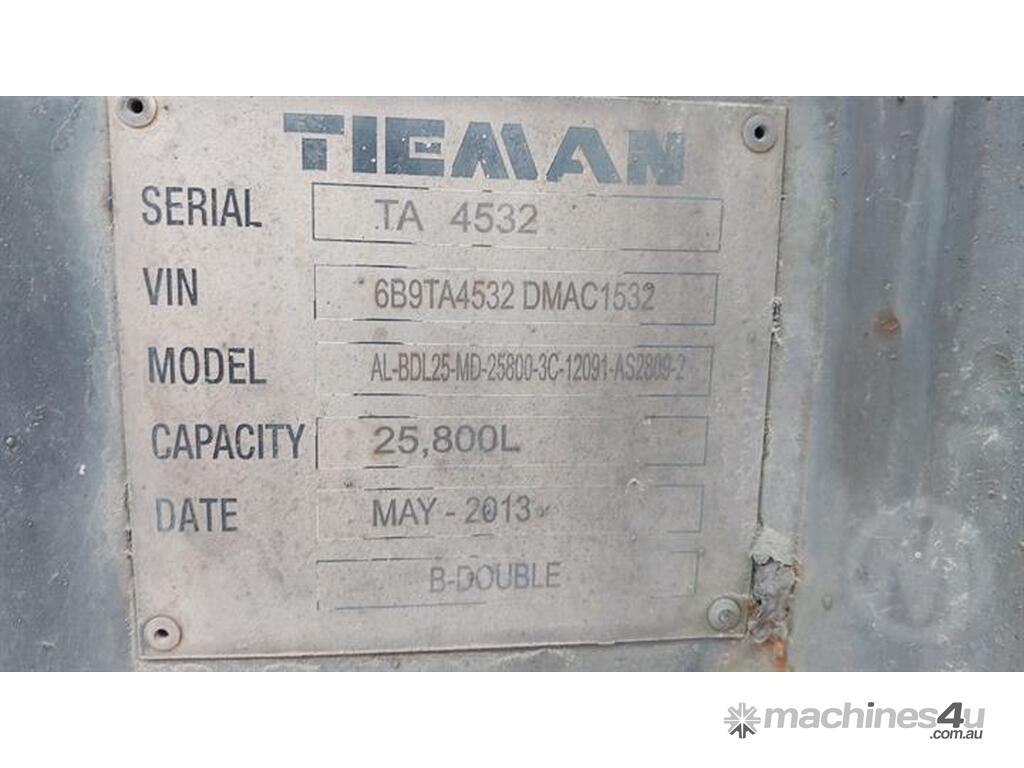 TIEMAN
SERIAL TA 4532
VIN 6B9TA4532 DMAC1532
MODEL AL-BDL25-MD-25800-3C-12091-AS2809-2
CAPACITY 25,800L
DATE MAY - 2013
B-DOUBLE
machines4u
.com.au